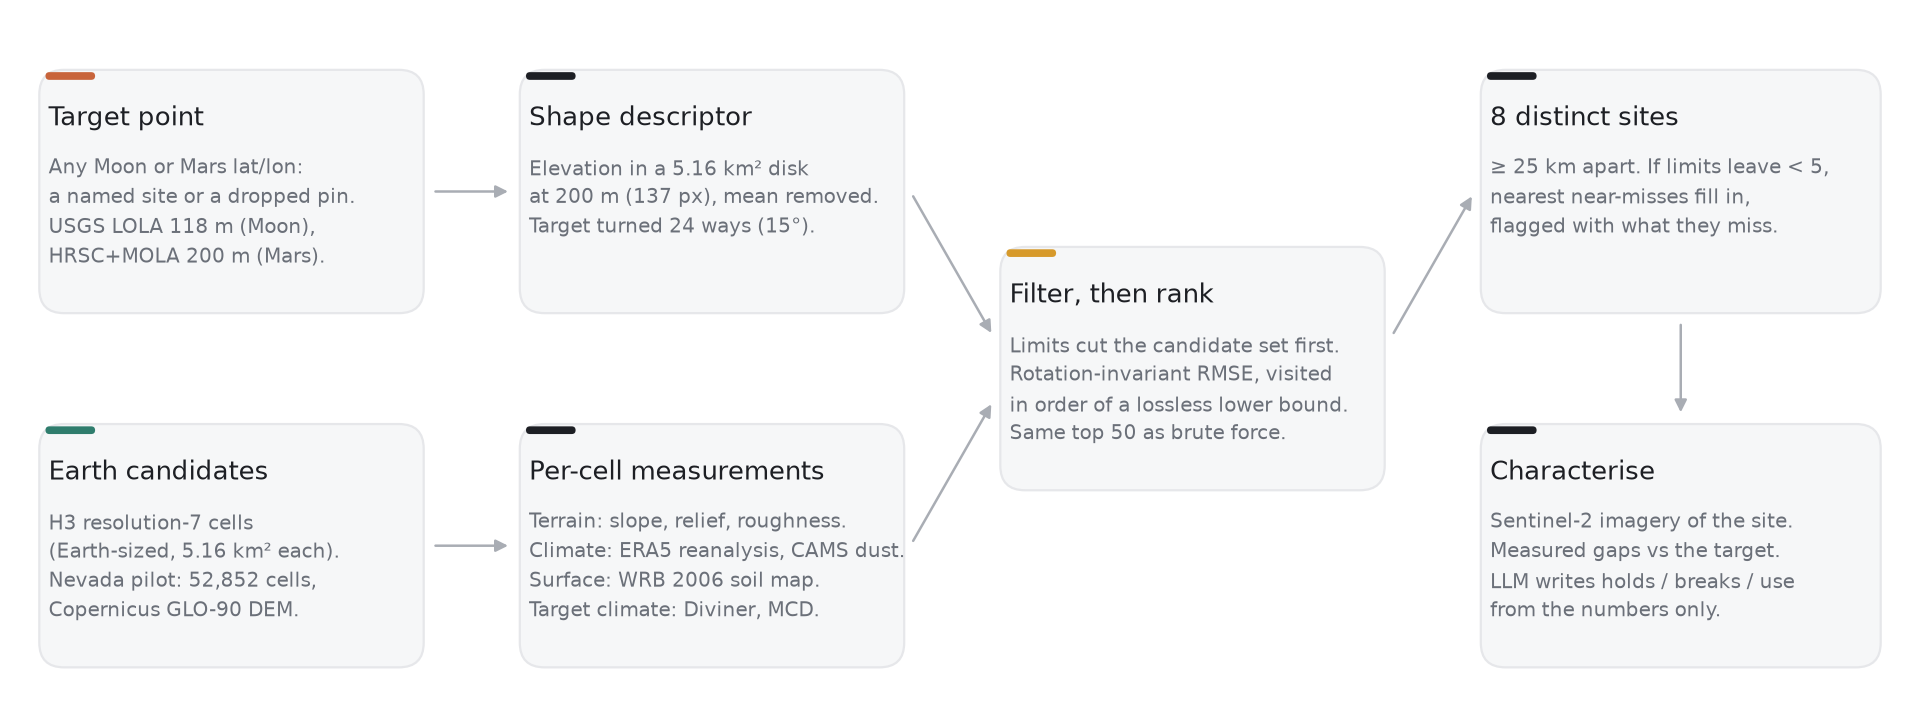 Target point
Any Moon or Mars lat/lon:
a named site or a dropped pin.
USGS LOLA 118 m (Moon),
HRSC+MOLA 200 m (Mars).
Shape descriptor
Elevation in a 5.16 km² disk
at 200 m (137 px), mean removed.
Target turned 24 ways (15°).
Earth candidates
H3 resolution-7 cells
(Earth-sized, 5.16 km² each).
Nevada pilot: 52,852 cells,
Copernicus GLO-90 DEM.
Per-cell measurements
Terrain: slope, relief, roughness.
Climate: ERA5 reanalysis, CAMS dust.
Surface: WRB 2006 soil map.
Target climate: Diviner, MCD.
Filter, then rank
Limits cut the candidate set first.
Rotation-invariant RMSE, visited
in order of a lossless lower bound.
Same top 50 as brute force.
8 distinct sites
≥ 25 km apart. If limits leave < 5,
nearest near-misses fill in,
flagged with what they miss.
Characterise
Sentinel-2 imagery of the site.
Measured gaps vs the target.
LLM writes holds / breaks / use
from the numbers only.